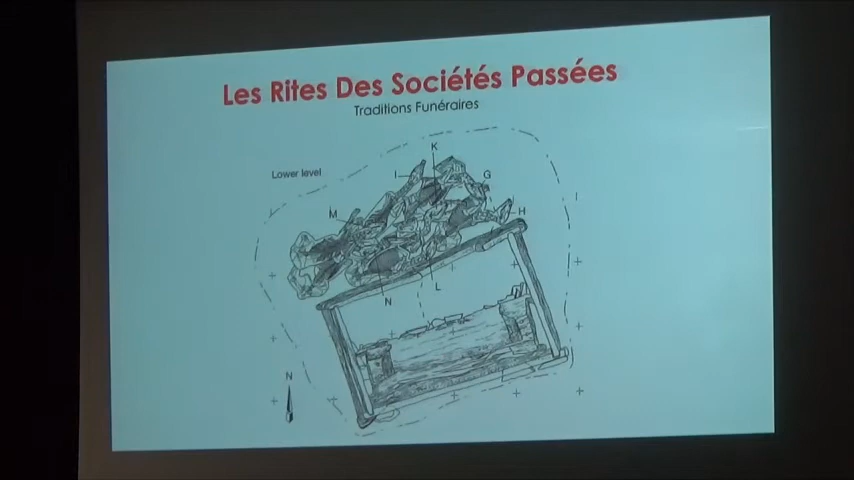 Les Rites Des Sociétés Passées
Traditions Funéraires
K
Lower level
I
G
M
H
L
N
N